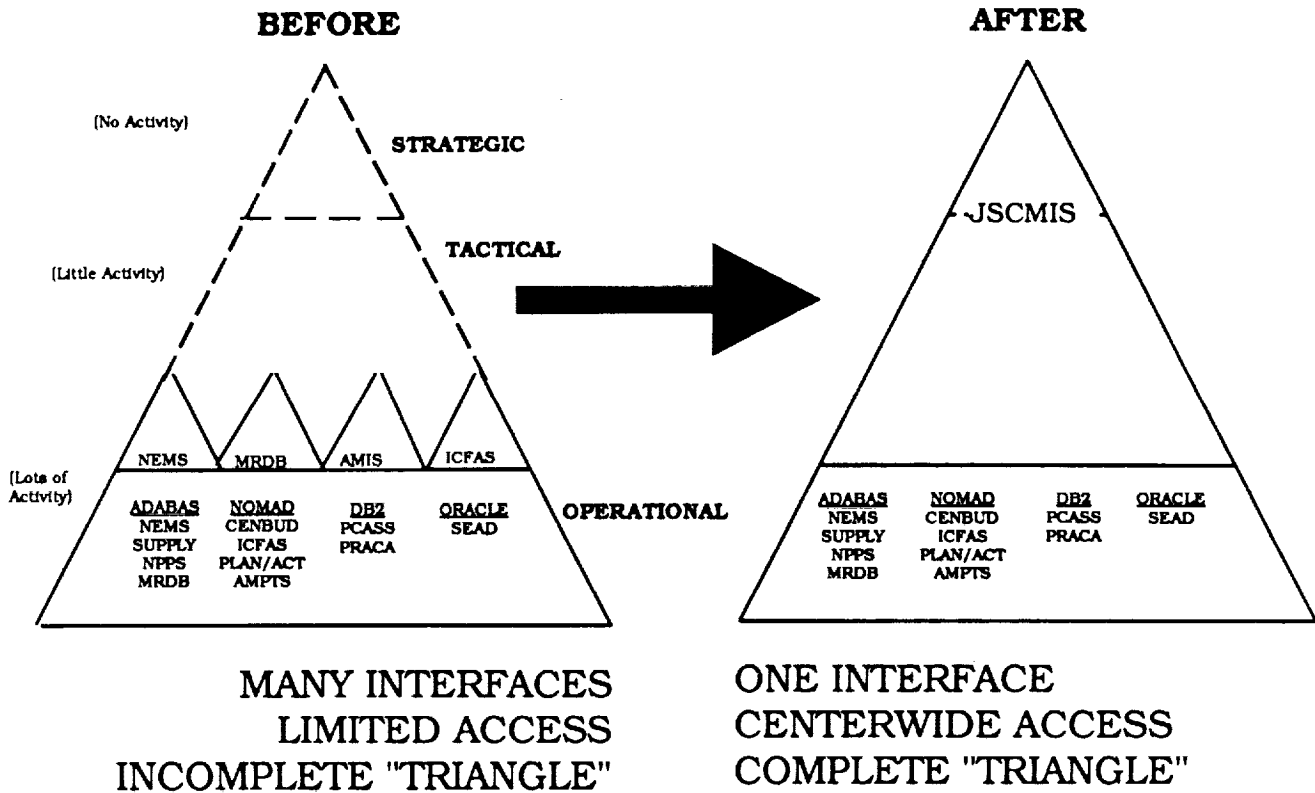 BEFORE
(No Activity)
STRATEGIC
TACTICAL
(Little Activity)
NEMS
MRDB
AMIS
ICFAS
(Lots of
Activity)
ADABAS
NEMS
SUPPLY
NPPS
MRDB
NOMAD
CENBUD
ICFAS
PLAN/ACT
AMPTS
DB2
PCASS
PRACA
ORACLE
SEAD
OPERATIONAL
MANY INTERFACES
LIMITED ACCESS
INCOMPLETE "TRIANGLE"
AFTER
JSCMIS
ADABAS
NEMS
SUPPLY
NPPS
MRDB
NOMAD
CENBUD
ICFAS
PLAN/ACT
AMPTS
DB2
PCASS
PRACA
ORACLE
SEAD
ONE INTERFACE
CENTERWIDE ACCESS
COMPLETE "TRIANGLE"